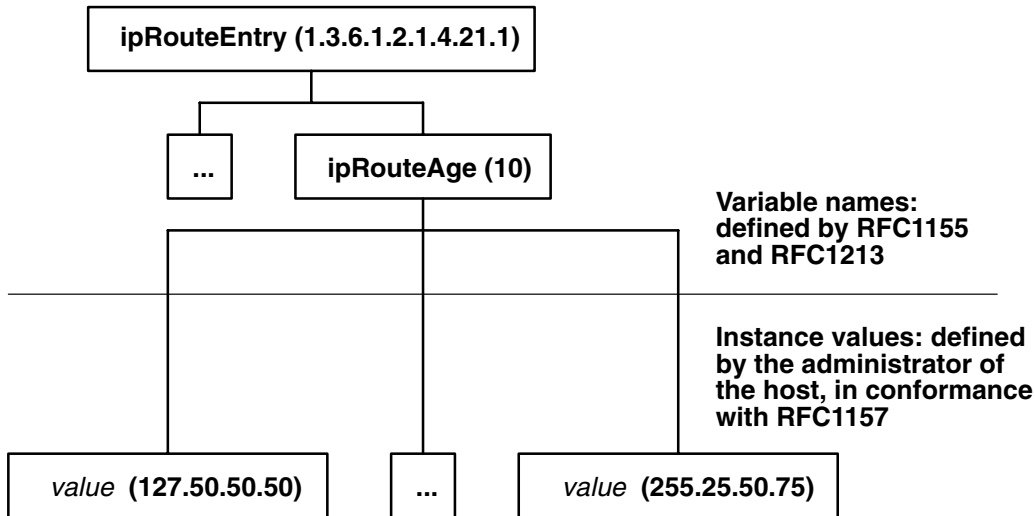 ipRouteEntry (1.3.6.1.2.1.4.21.1)
...
ipRouteAge (10)
Variable names:
defined by RFC1155
and RFC1213
Instance values: defined
by the administrator of
the host, in conformance
with RFC1157
value (127.50.50.50)
...
value (255.25.50.75)